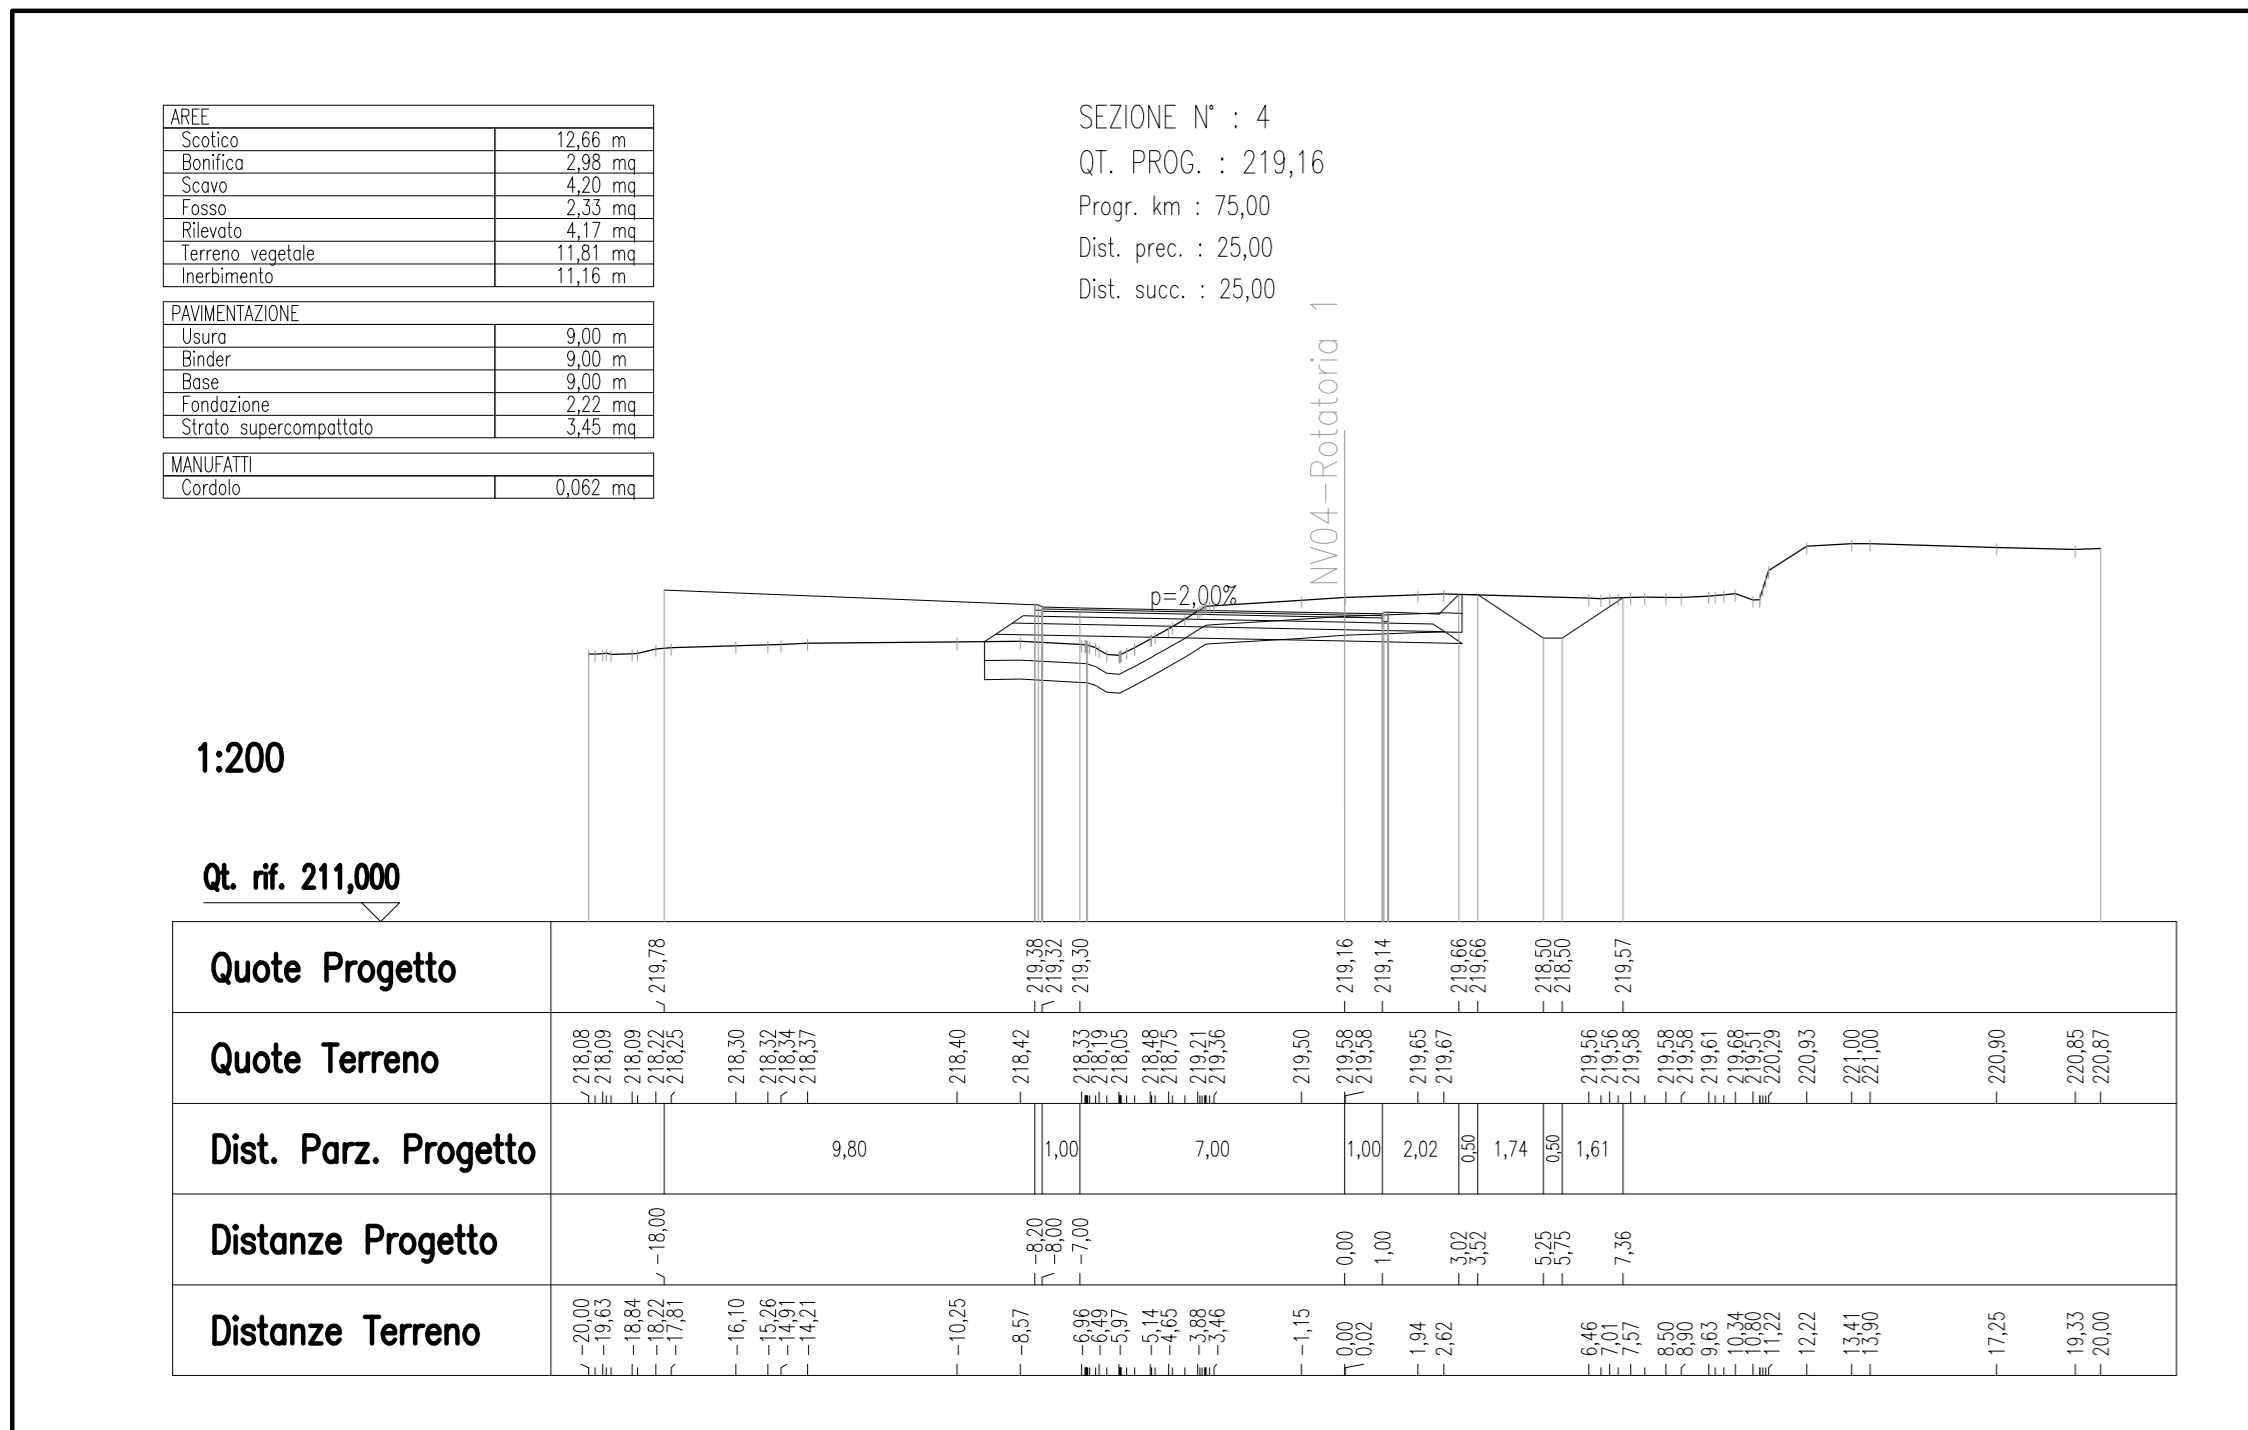 AREE
Scotico 12,66 m
Bonifica 2,98 mq
Scavo 4,20 mq
Fosso 2,33 mq
Rilevato 4,17 mq
Terreno vegetale 11,81 mq
Inerbimento 11,16 m
PAVIMENTAZIONE
Usura 9,00 m
Binder 9,00 m
Base 9,00 m
Fondazione 2,22 mq
Strato supercompattato 3,45 mq
MANUFATTI
Cordolo 0,062 mq
SEZIONE N° : 4
QT. PROG. : 219,16
Progr. km : 75,00
Dist. prec. : 25,00
Dist. succ. : 25,00
NV04-Rotatoria 1
p=2,00%
1:200
Qt. rif. 211,000
Quote Progetto 219,78 219,38 219,32 219,30 219,16 219,14 219,66 219,66 218,50 218,50 219,57
Quote Terreno 218,08 218,09 218,09 218,22 218,25 218,30 218,32 218,34 218,37 218,40 218,42 218,33 218,19 218,05 218,48 218,75 219,21 219,36 219,50 219,58 219,58 219,65 219,67 219,56 219,56 219,58 219,58 219,58 219,61 219,68 219,51 220,29 220,93 221,00 221,00 220,90 220,85 220,87
Dist. Parz. Progetto 9,80 1,00 7,00 1,00 2,02 0,50 1,74 0,50 1,61
Distanze Progetto -18,00 -8,20 -8,00 -7,00 0,00 1,00 3,02 3,52 5,25 5,75 7,36
Distanze Terreno -20,00 -19,63 -18,84 -18,22 -17,81 -16,10 -15,26 -14,91 -14,21 -10,25 -8,57 -6,96 -6,49 -5,97 -5,14 -4,65 -3,88 -3,46 -1,15 0,00 0,02 1,94 2,62 6,46 7,01 7,57 8,50 8,90 9,63 10,34 10,80 11,22 12,22 13,41 13,90 17,25 19,33 20,00